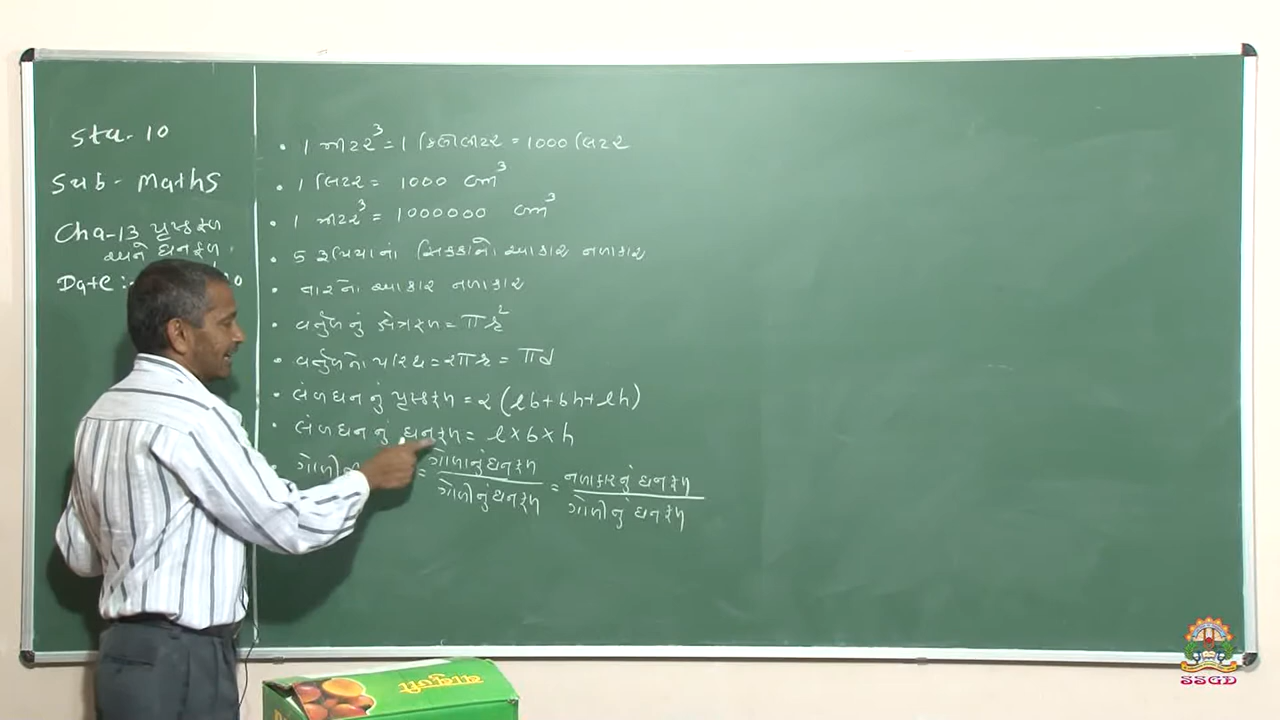 Std-10
Sub- Maths
Cha-13 પૃષ્ઠફળ
અને ઘનફળ
Date:-
• 1 મીટર³ = 1 કિલોલીટર = 1000 લિટર
• 1 લિટર = 1000 cm³
• 1 મીટર³ = 1000000 cm³
• 5 રૂપિયાનાં સિક્કાનો આકાર નળાકાર
• તારનો આકાર નળાકાર
• વર્તુળનું ક્ષેત્રફળ = πr²
• વર્તુળનો પરિઘ = 2πr = πd
• લંબઘનનું પૃષ્ઠફળ = 2(lb+bh+lh)
• લંબઘનનું ઘનફળ = l×b×h
= ગોળાનું ઘનફળ = નળાકારનું ઘનફળ
ગોળીનું ઘનફળ ગોળીનું ઘનફળ
SSGD